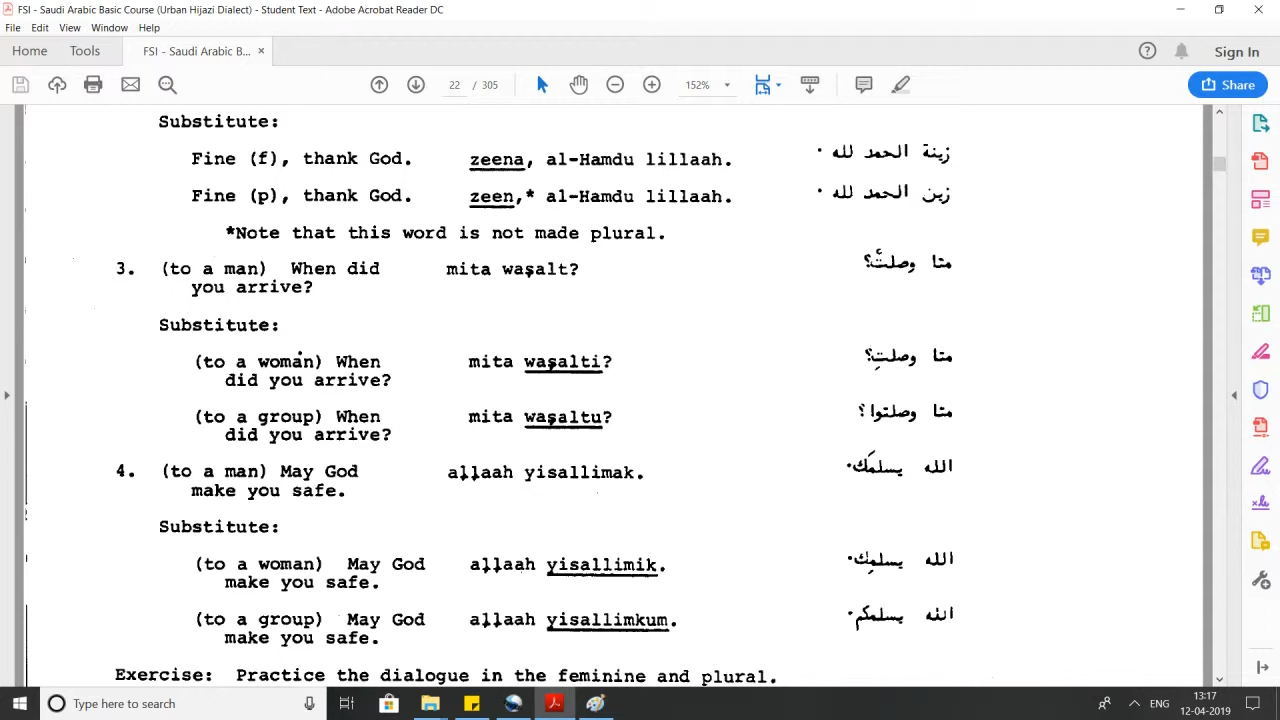 FSI - Saudi Arabic Basic Course (Urban Hijazi Dialect) - Student Text - Adobe Acrobat Reader DC
File Edit View Window Help
Home Tools FSI - Saudi Arabic B... × Sign In
22 / 305 152% Share
Substitute:
Fine (f), thank God. zeena, al-Hamdu lillaah. زينة الحمد لله .
Fine (p), thank God. zeen,* al-Hamdu lillaah. زين الحمد لله .
*Note that this word is not made plural.
3. (to a man) When did mita waṣalt? متا وصلتْ؟
you arrive?
Substitute:
(to a woman) When mita waṣalti? متا وصلتِ؟
did you arrive?
(to a group) When mita waṣaltu? متا وصلتوا ؟
did you arrive?
4. (to a man) May God aḷḷaah yisallimak. الله يسلمَك.
make you safe.
Substitute:
(to a woman) May God aḷḷaah yisallimik. الله يسلمِك.
make you safe.
(to a group) May God aḷḷaah yisallimkum. الله يسلمكم.
make you safe.
Exercise: Practice the dialogue in the feminine and plural.
Type here to search ENG 13:17
12-04-2019